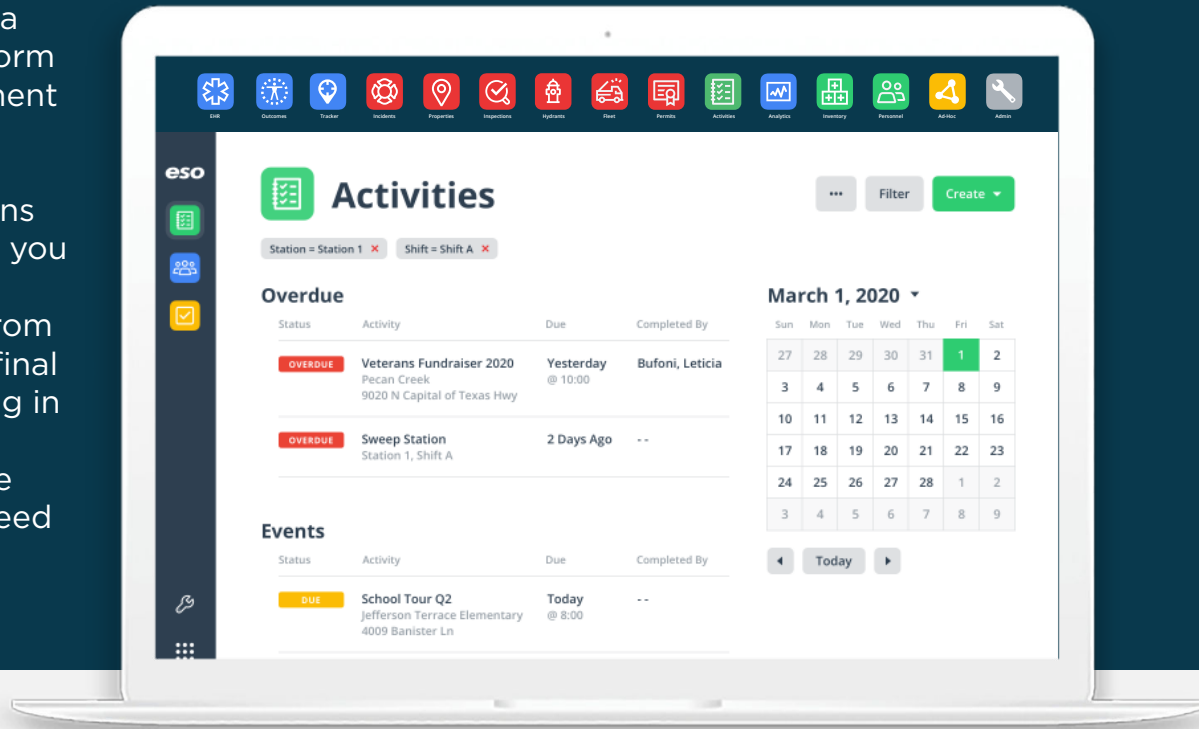 a
orm
nent
ns
you
rom
final
g in
e
eed
EHR Outcomes Tracker Incidents Properties Inspections Hydrants Fleet Permits Activities Analytics Inventory Personnel Ad-Hoc Admin
eso
Activities
... Filter Create
Station = Station 1 × Shift = Shift A ×
Overdue
Status Activity Due Completed By
OVERDUE Veterans Fundraiser 2020 Yesterday Bufoni, Leticia
Pecan Creek @ 10:00
9020 N Capital of Texas Hwy
OVERDUE Sweep Station 2 Days Ago - -
Station 1, Shift A
Events
Status Activity Due Completed By
DUE School Tour Q2 Today - -
Jefferson Terrace Elementary @ 8:00
4009 Banister Ln
March 1, 2020
Sun Mon Tue Wed Thu Fri Sat
27 28 29 30 31 1 2
3 4 5 6 7 8 9
10 11 12 13 14 15 16
17 18 19 20 21 22 23
24 25 26 27 28 1 2
3 4 5 6 7 8 9
Today